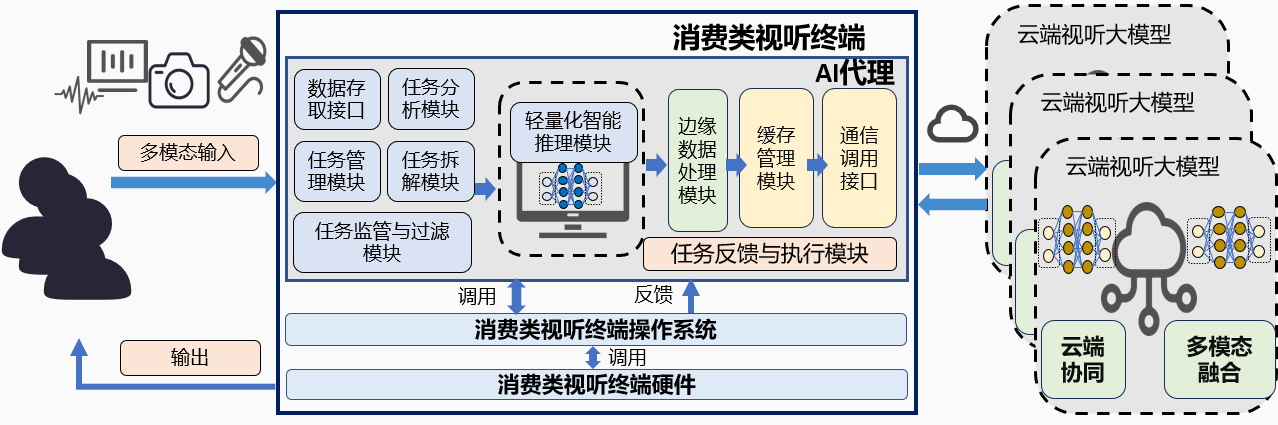 多模态输入
输出
消费类视听终端
AI代理
数据存
取接口
任务分
析模块
任务管
理模块
任务拆
解模块
任务监管与过滤
模块
轻量化智能
推理模块
边缘
数据
处理
模块
缓存
管理
模块
通信
调用
接口
任务反馈与执行模块
调用
反馈
消费类视听终端操作系统
调用
消费类视听终端硬件
云端视听大模型
云端视听大模型
云端视听大模型
云端
协同
多模态
融合